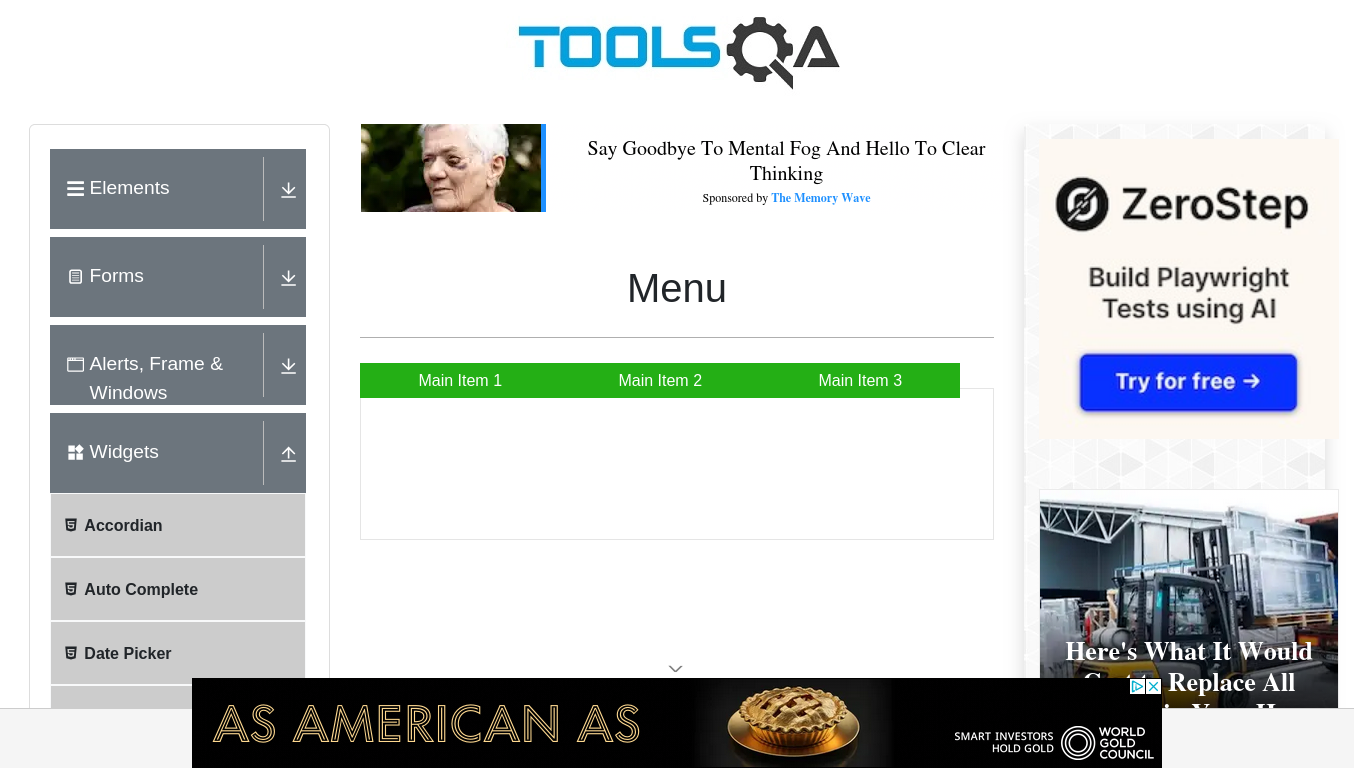 TOOLSQA
Elements
Forms
Alerts, Frame &
Windows
Widgets
Accordian
Auto Complete
Date Picker
Say Goodbye To Mental Fog And Hello To Clear
Thinking
Sponsored by The Memory Wave
Menu
Main Item 1
Main Item 2
Main Item 3
ZeroStep
Build Playwright
Tests using AI
Try for free →
Here's What It Would
Replace All
AS AMERICAN AS
SMART INVESTORS
HOLD GOLD
WORLD
GOLD
COUNCIL